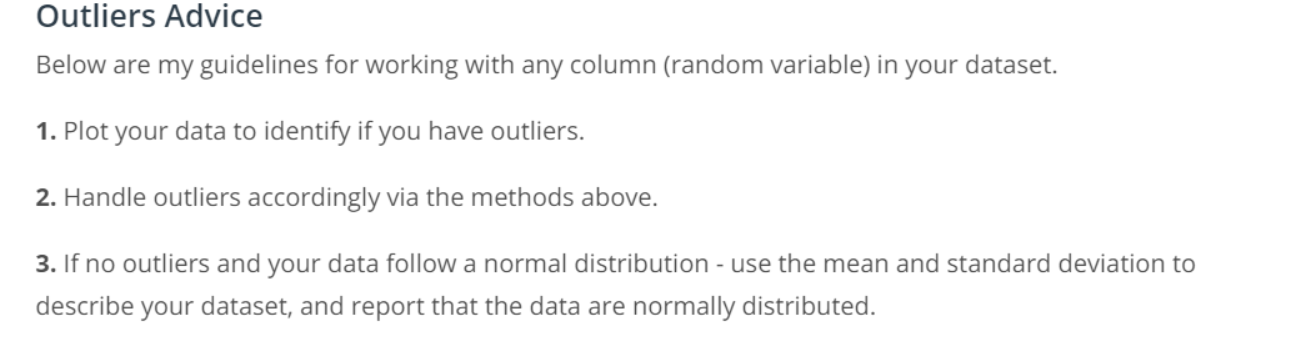 Outliers Advice
Below are my guidelines for working with any column (random variable) in your dataset.
1. Plot your data to identify if you have outliers.
2. Handle outliers accordingly via the methods above.
3. If no outliers and your data follow a normal distribution - use the mean and standard deviation to
describe your dataset, and report that the data are normally distributed.